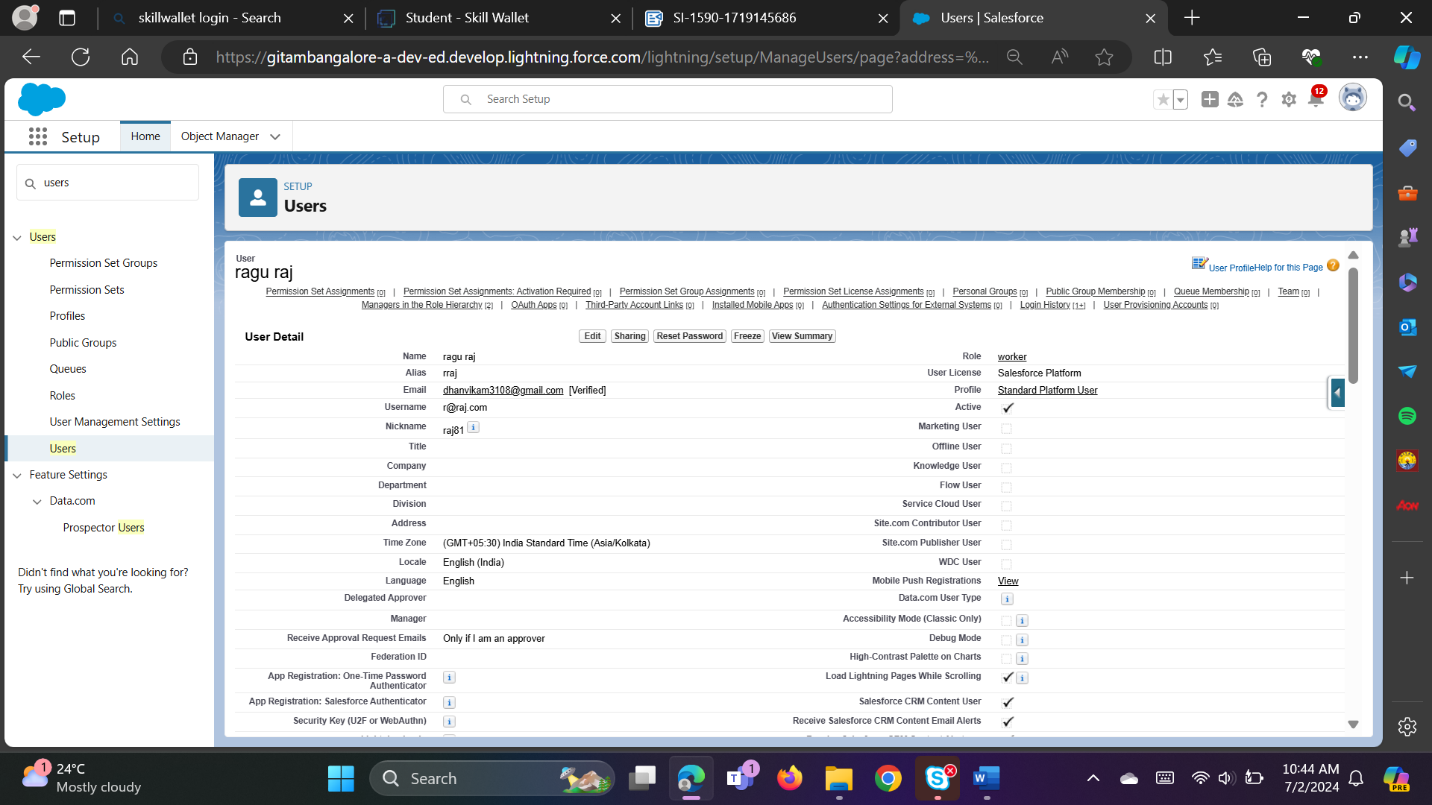 skillwallet login - Search
Student - Skill Wallet
SI-1590-1719145686
Users | Salesforce
https://gitambangalore-a-dev-ed.develop.lightning.force.com/lightning/setup/ManageUsers/page?address=%...
Search Setup
12
Setup
Home
Object Manager
users
Users
Permission Set Groups
Permission Sets
Profiles
Public Groups
Queues
Roles
User Management Settings
Users
Feature Settings
Data.com
Prospector Users
Didn't find what you're looking for?
Try using Global Search.
SETUP
Users
User
ragu raj
User Profile Help for this Page
Permission Set Assignments [0] | Permission Set Assignments: Activation Required [0] | Permission Set Group Assignments [0] | Permission Set License Assignments [0] | Personal Groups [0] | Public Group Membership [0] | Queue Membership [0] | Team [0] |
Managers in the Role Hierarchy [2] | OAuth Apps [0] | Third-Party Account Links [0] | Installed Mobile Apps [0] | Authentication Settings for External Systems [0] | Login History [1+] | User Provisioning Accounts [0]
User Detail Edit Sharing Reset Password Freeze View Summary
Name ragu raj Role worker
Alias rraj User License Salesforce Platform
Email dhanvikam3108@gmail.com [Verified] Profile Standard Platform User
Username r@raj.com Active
Nickname raj81 i Marketing User
Title Offline User
Company Knowledge User
Department Flow User
Division Service Cloud User
Address Site.com Contributor User
Time Zone (GMT+05:30) India Standard Time (Asia/Kolkata) Site.com Publisher User
Locale English (India) WDC User
Language English Mobile Push Registrations View
Delegated Approver Data.com User Type i
Manager Accessibility Mode (Classic Only) i
Receive Approval Request Emails Only if I am an approver Debug Mode i
Federation ID High-Contrast Palette on Charts i
App Registration: One-Time Password
Authenticator i Load Lightning Pages While Scrolling i
App Registration: Salesforce Authenticator i Salesforce CRM Content User
Security Key (U2F or WebAuthn) i Receive Salesforce CRM Content Email Alerts
AON
1
24°C
Mostly cloudy
Search
1
10:44 AM
7/2/2024
PRE